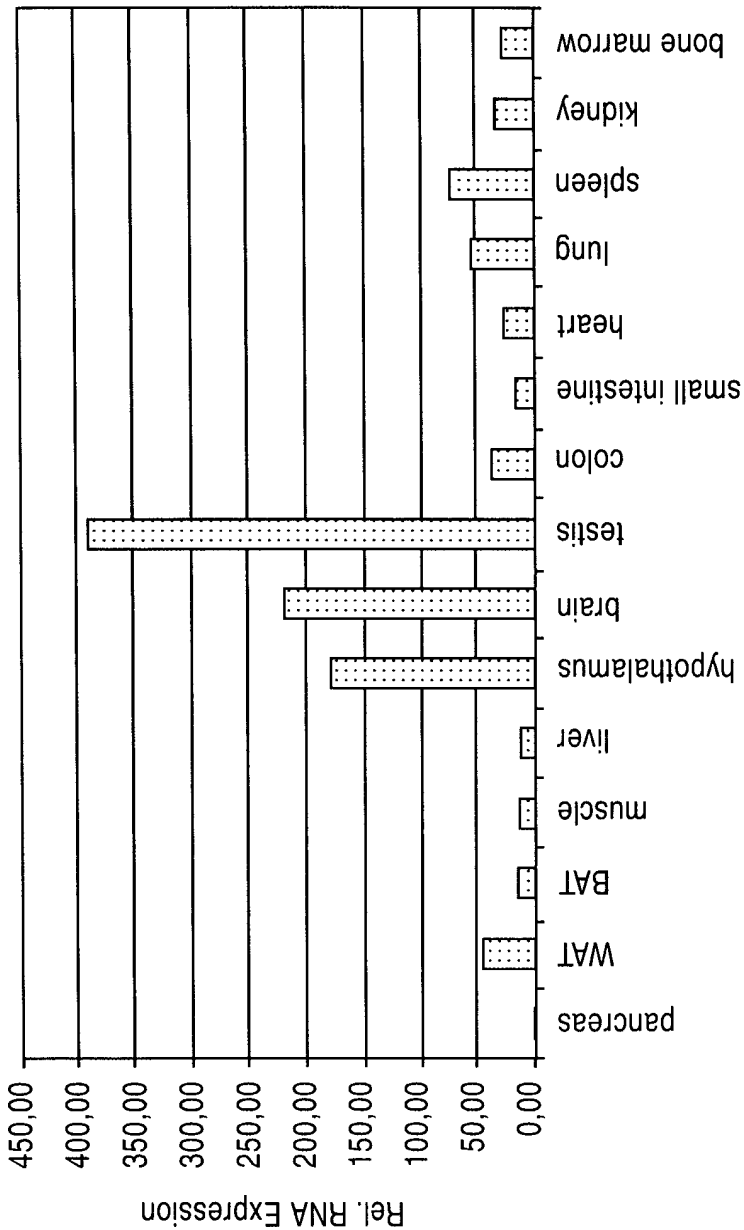 Rel. RNA Expression
450,00
400,00
350,00
300,00
250,00
200,00
150,00
100,00
50,00
0,00
pancreas
WAT
BAT
muscle
liver
hypothalamus
brain
testis
colon
small intestine
heart
lung
spleen
kidney
bone marrow